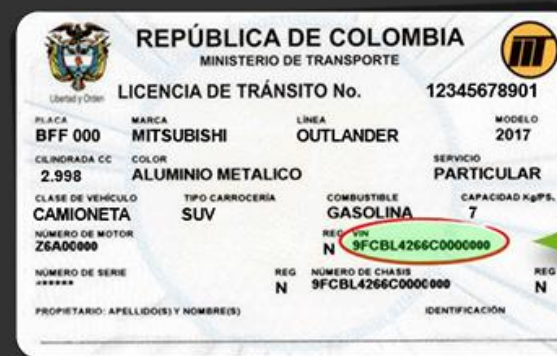 REPÚBLICA DE COLOMBIA
MINISTERIO DE TRANSPORTE
Libertad y Orden
LICENCIA DE TRÁNSITO No. 12345678901
PLACA MARCA LÍNEA MODELO
BFF 000 MITSUBISHI OUTLANDER 2017
CILINDRADA CC COLOR SERVICIO
2.998 ALUMINIO METALICO PARTICULAR
CLASE DE VEHÍCULO TIPO CARROCERÍA COMBUSTIBLE CAPACIDAD Kg/PS.
CAMIONETA SUV GASOLINA 7
NÚMERO DE MOTOR REG VIN
Z6A00000 N 9FCBL4266C0000000
NÚMERO DE SERIE REG NÚMERO DE CHASIS REG
****** N 9FCBL4266C0000000 N
PROPIETARIO: APELLIDO(S) Y NOMBRE(S) IDENTIFICACIÓN